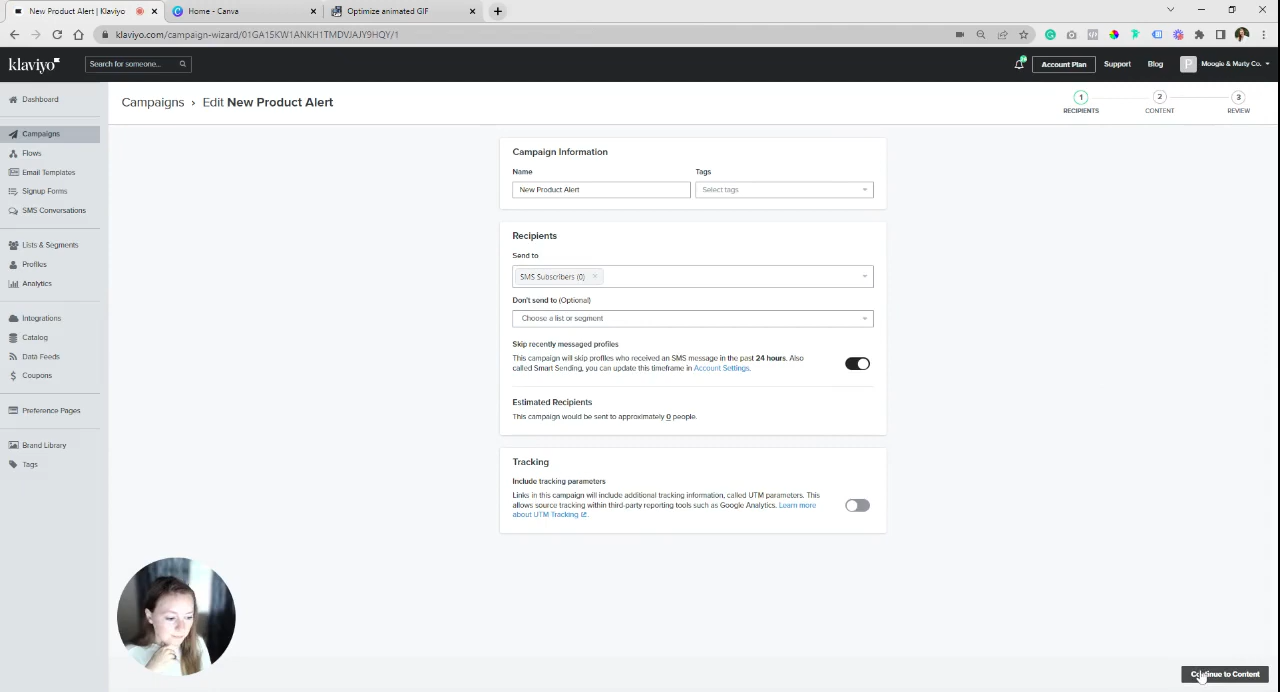 New Product Alert | Klaviyo
Home - Canva
Optimize animated GIF
klaviyo.com/campaign-wizard/01GA15KW1ANKH1TMDVJAJY9HQY/1
klaviyo
Search for someone...
Account Plan
Support
Blog
P
Moogie & Marty Co.
Dashboard
Campaigns
Flows
Email Templates
Signup Forms
SMS Conversations
Lists & Segments
Profiles
Analytics
Integrations
Catalog
Data Feeds
Coupons
Preference Pages
Brand Library
Tags
Campaigns › Edit New Product Alert
1
RECIPIENTS
2
CONTENT
3
REVIEW
Campaign Information
Name
Tags
New Product Alert
Select tags
Recipients
Send to
SMS Subscribers (0)
Don't send to (Optional)
Choose a list or segment
Skip recently messaged profiles
This campaign will skip profiles who received an SMS message in the past 24 hours. Also
called Smart Sending, you can update this timeframe in Account Settings.
Estimated Recipients
This campaign would be sent to approximately 0 people.
Tracking
Include tracking parameters
Links in this campaign will include additional tracking information, called UTM parameters. This
allows source tracking within third-party reporting tools such as Google Analytics. Learn more
about UTM Tracking
Continue to Content